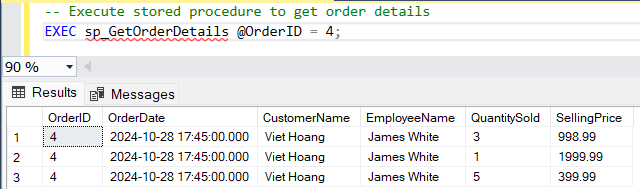 -- Execute stored procedure to get order details
EXEC sp_GetOrderDetails @OrderID = 4;
90 %
Results Messages
OrderID OrderDate CustomerName EmployeeName QuantitySold SellingPrice
1 4 2024-10-28 17:45:00.000 Viet Hoang James White 3 998.99
2 4 2024-10-28 17:45:00.000 Viet Hoang James White 1 1999.99
3 4 2024-10-28 17:45:00.000 Viet Hoang James White 5 399.99